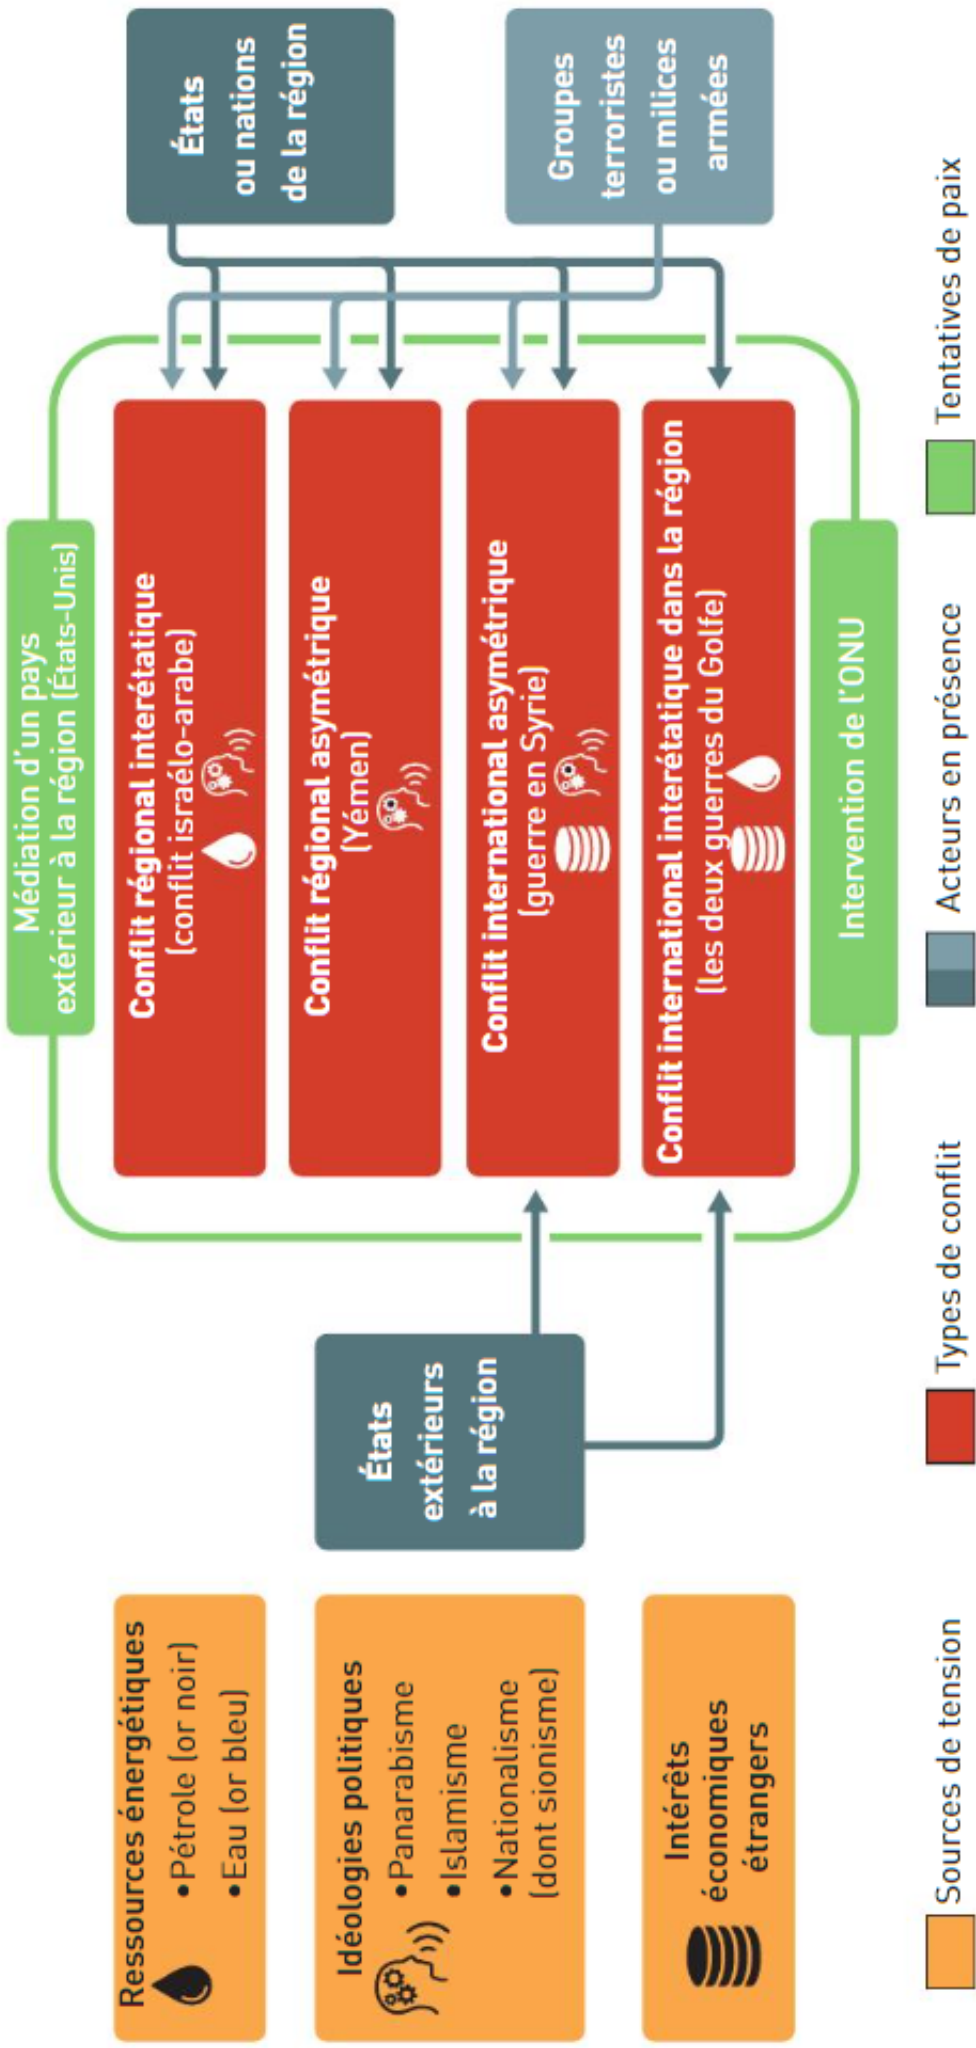 Médiation d'un pays
extérieur à la région (États-Unis)
Ressources énergétiques
• Pétrole (or noir)
• Eau (or bleu)
Idéologies politiques
• Panarabisme
• Islamisme
• Nationalisme
(dont sionisme)
Intérêts
économiques
étrangers
États
extérieurs
à la région
Conflit régional interétatique
(conflit israélo-arabe)
Conflit régional asymétrique
(Yémen)
Conflit international asymétrique
(guerre en Syrie)
Conflit international interétatique dans la région
(les deux guerres du Golfe)
États
ou nations
de la région
Groupes
terroristes
ou milices
armées
Intervention de l'ONU
Sources de tension
Types de conflit
Acteurs en présence
Tentatives de paix